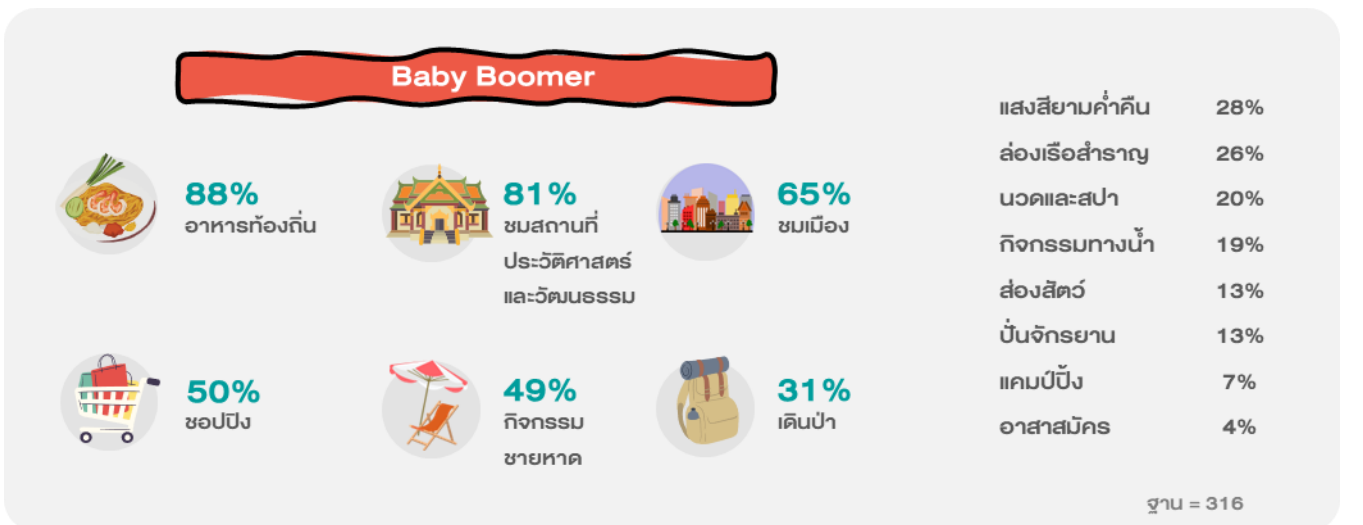 Baby Boomer
88%
อาหารท้องถิ่น
81%
ชมสถานที่
ประวัติศาสตร์
และวัฒนธรรม
65%
ชมเมือง
50%
ชอปปิง
49%
กิจกรรม
ชายหาด
31%
เดินป่า
แสงสียามค่ำคืน 28%
ล่องเรือสำราญ 26%
นวดและสปา 20%
กิจกรรมทางน้ำ 19%
ส่องสัตว์ 13%
ปั่นจักรยาน 13%
แคมป์ปิ้ง 7%
อาสาสมัคร 4%
ฐาน = 316